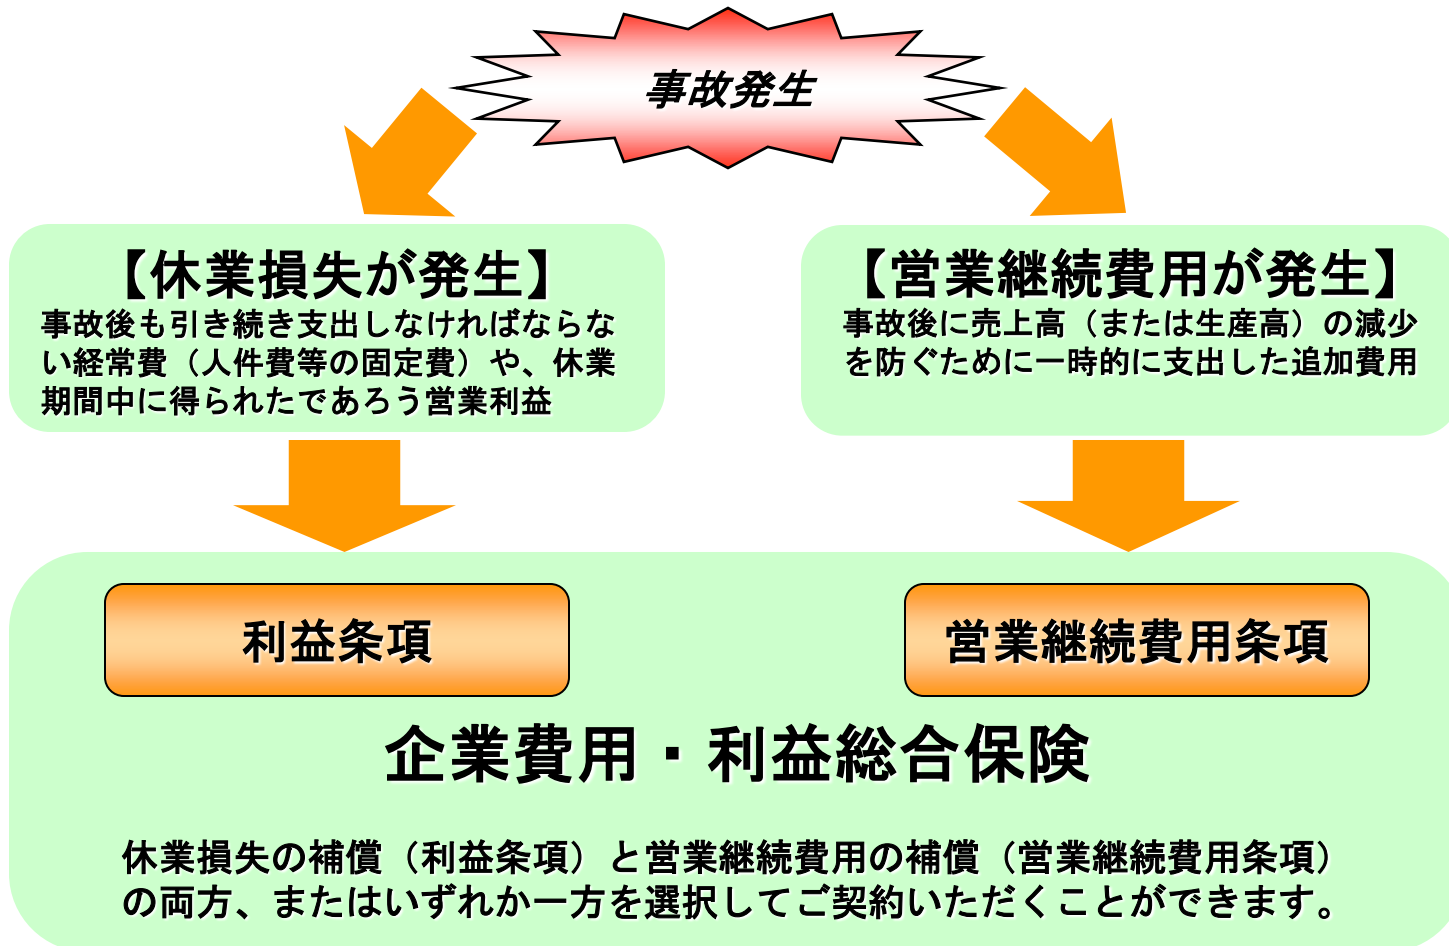 事故発生
【休業損失が発生】
事故後も引き続き支出しなければならな
い経常費（人件費等の固定費）や、休業
期間中に得られたであろう営業利益
【営業継続費用が発生】
事故後に売上高（または生産高）の減少
を防ぐために一時的に支出した追加費用
利益条項
営業継続費用条項
企業費用・利益総合保険
休業損失の補償（利益条項）と営業継続費用の補償（営業継続費用条項）
の両方、またはいずれか一方を選択してご契約いただくことができます。